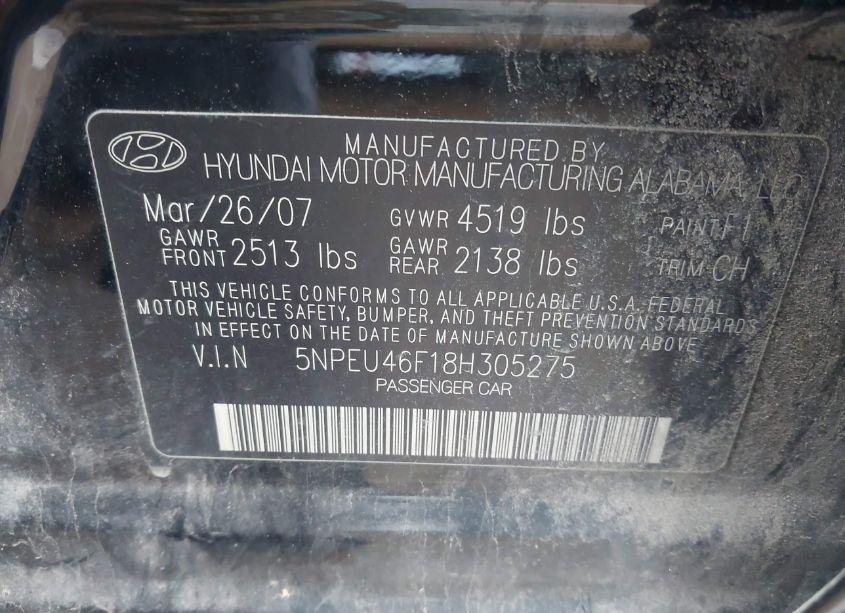 MANUFACTURED BY
HYUNDAI MOTOR MANUFACTURING ALABAMA, LLC
Mar/26/07 GVWR 4519 lbs PAINT F1
GAWR FRONT 2513 lbs GAWR REAR 2138 lbs TRIM CH
THIS VEHICLE CONFORMS TO ALL APPLICABLE U.S.A. FEDERAL
MOTOR VEHICLE SAFETY, BUMPER, AND THEFT PREVENTION STANDARDS
IN EFFECT ON THE DATE OF MANUFACTURE SHOWN ABOVE.
V.I.N 5NPEU46F18H305275
PASSENGER CAR